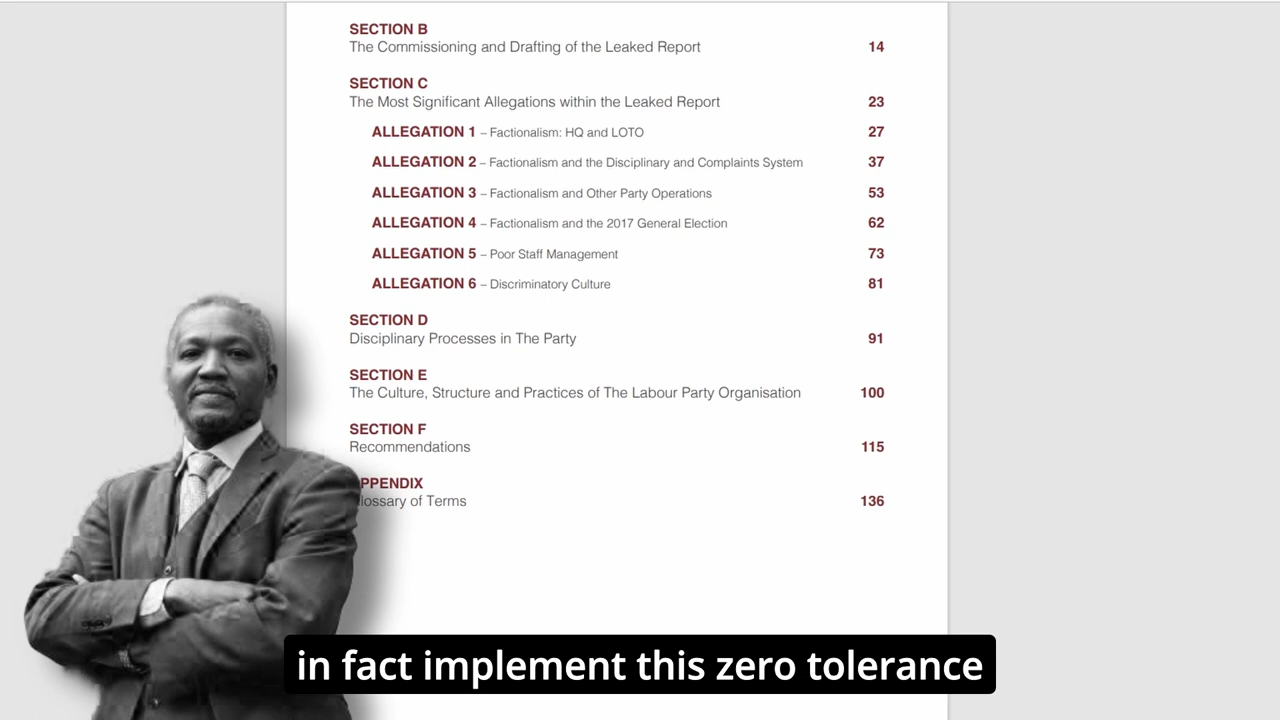 SECTION B
The Commissioning and Drafting of the Leaked Report 14
SECTION C
The Most Significant Allegations within the Leaked Report 23
ALLEGATION 1 – Factionalism: HQ and LOTO 27
ALLEGATION 2 – Factionalism and the Disciplinary and Complaints System 37
ALLEGATION 3 – Factionalism and Other Party Operations 53
ALLEGATION 4 – Factionalism and the 2017 General Election 62
ALLEGATION 5 – Poor Staff Management 73
ALLEGATION 6 – Discriminatory Culture 81
SECTION D
Disciplinary Processes in The Party 91
SECTION E
The Culture, Structure and Practices of The Labour Party Organisation 100
SECTION F
Recommendations 115
PPENDIX
lossary of Terms 136
in fact implement this zero tolerance